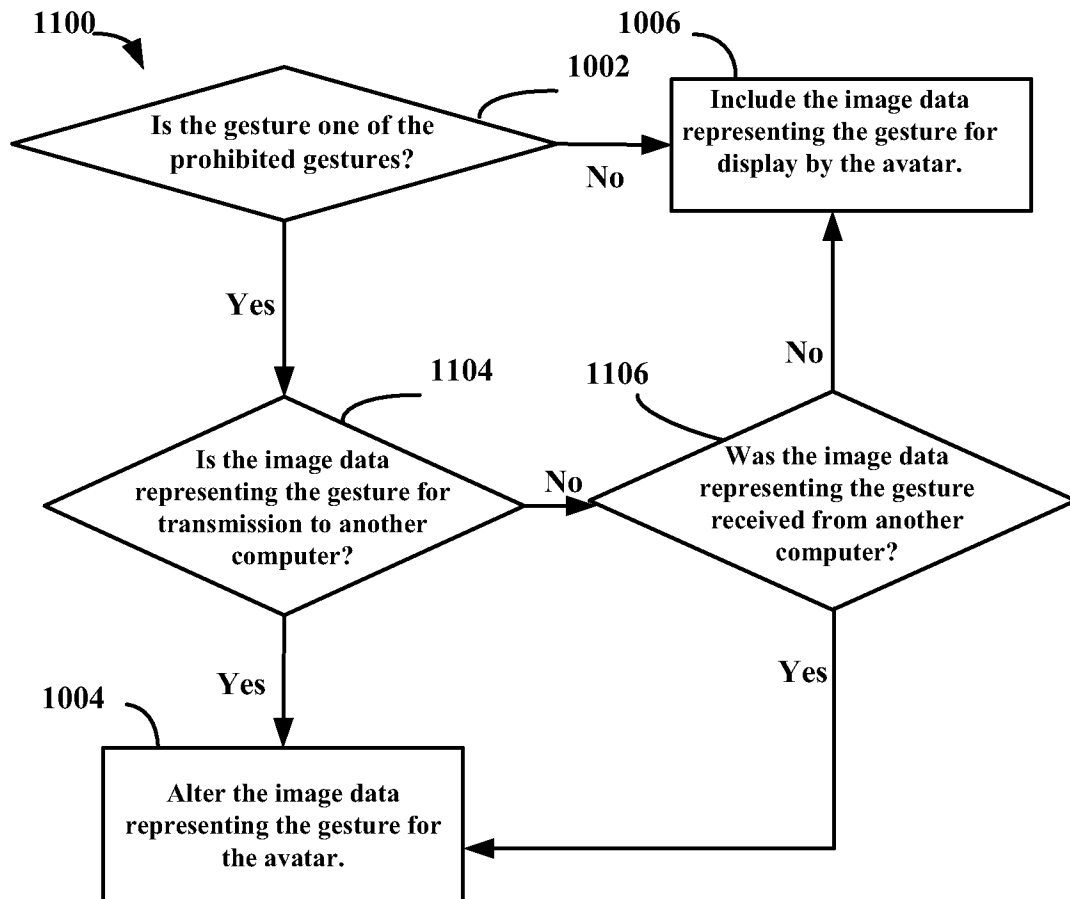 1100
1002
Is the gesture one of the
prohibited gestures?
No
1006
Include the image data
representing the gesture for
display by the avatar.
Yes
1104
Is the image data
representing the gesture for
transmission to another
computer?
No
1106
Was the image data
representing the gesture
received from another
computer?
No
Yes
Yes
1004
Alter the image data
representing the gesture for
the avatar.